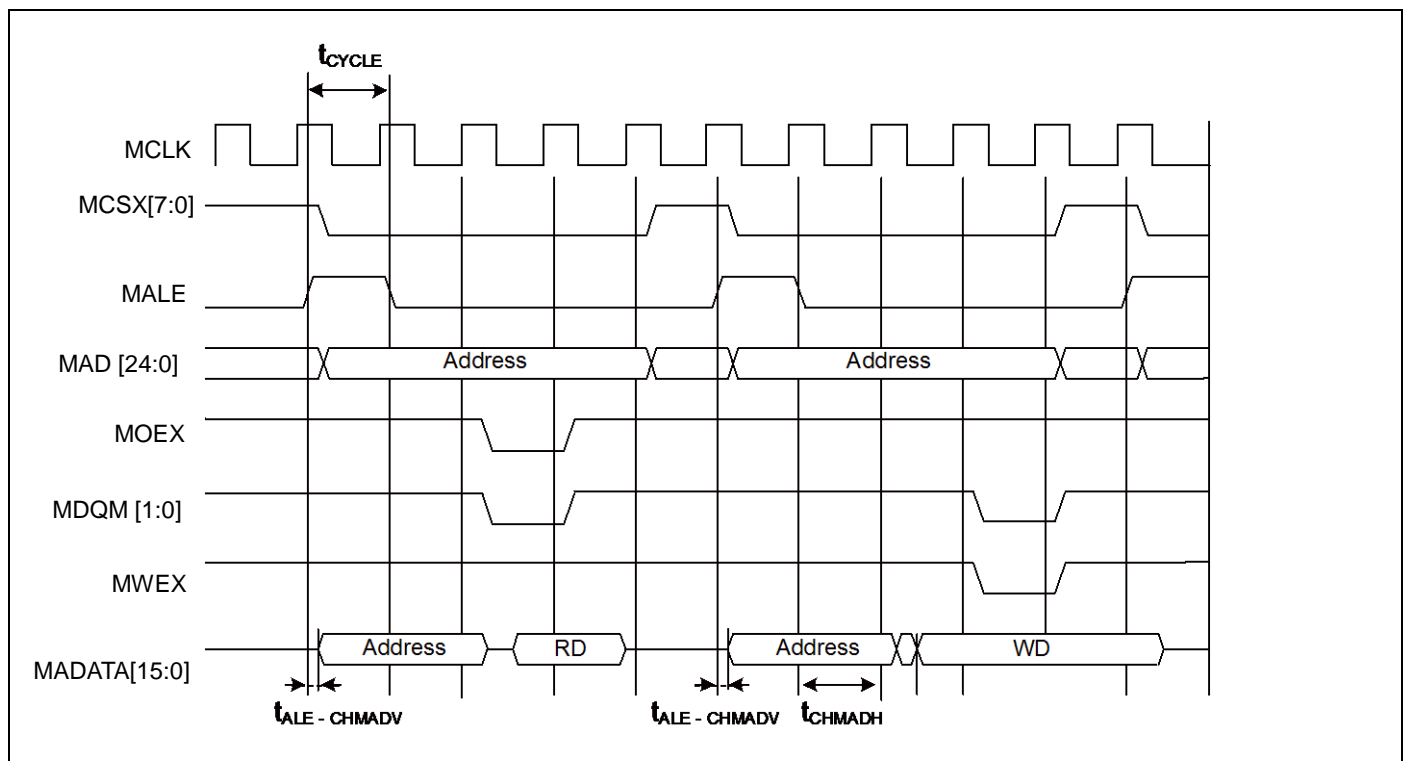 tCYCLE
MCLK
MCSX[7:0]
MALE
MAD [24:0] Address Address
MOEX
MDQM [1:0]
MWEX
MADATA[15:0] Address RD Address WD
tALE - CHMADV tALE - CHMADV tCHMADH